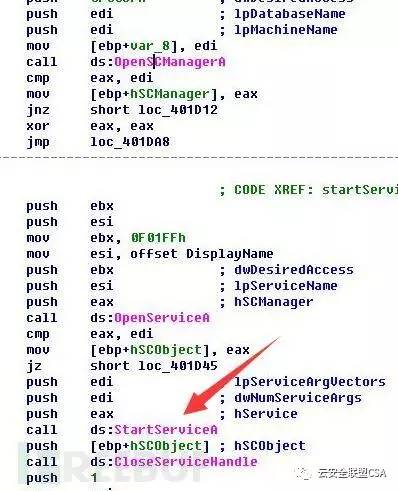 push edi ; lpDatabaseName
push edi ; lpMachineName
mov [ebp+var_8], edi
call ds:OpenSCManagerA
cmp eax, edi
mov [ebp+hSCManager], eax
jnz short loc_401D12
xor eax, eax
jmp loc_401DA8
; CODE XREF: startServi
push ebx
push esi
mov ebx, 0F01FFh
mov esi, offset DisplayName
push ebx ; dwDesiredAccess
push esi ; lpServiceName
push eax ; hSCManager
call ds:OpenServiceA
cmp eax, edi
mov [ebp+hSCObject], eax
jz short loc_401D45
push edi ; lpServiceArgVectors
push edi ; dwNumServiceArgs
push eax ; hService
call ds:StartServiceA
push [ebp+hSCObject] ; hSCObject
call ds:CloseServiceHandle
push 1
云安全联盟CSA